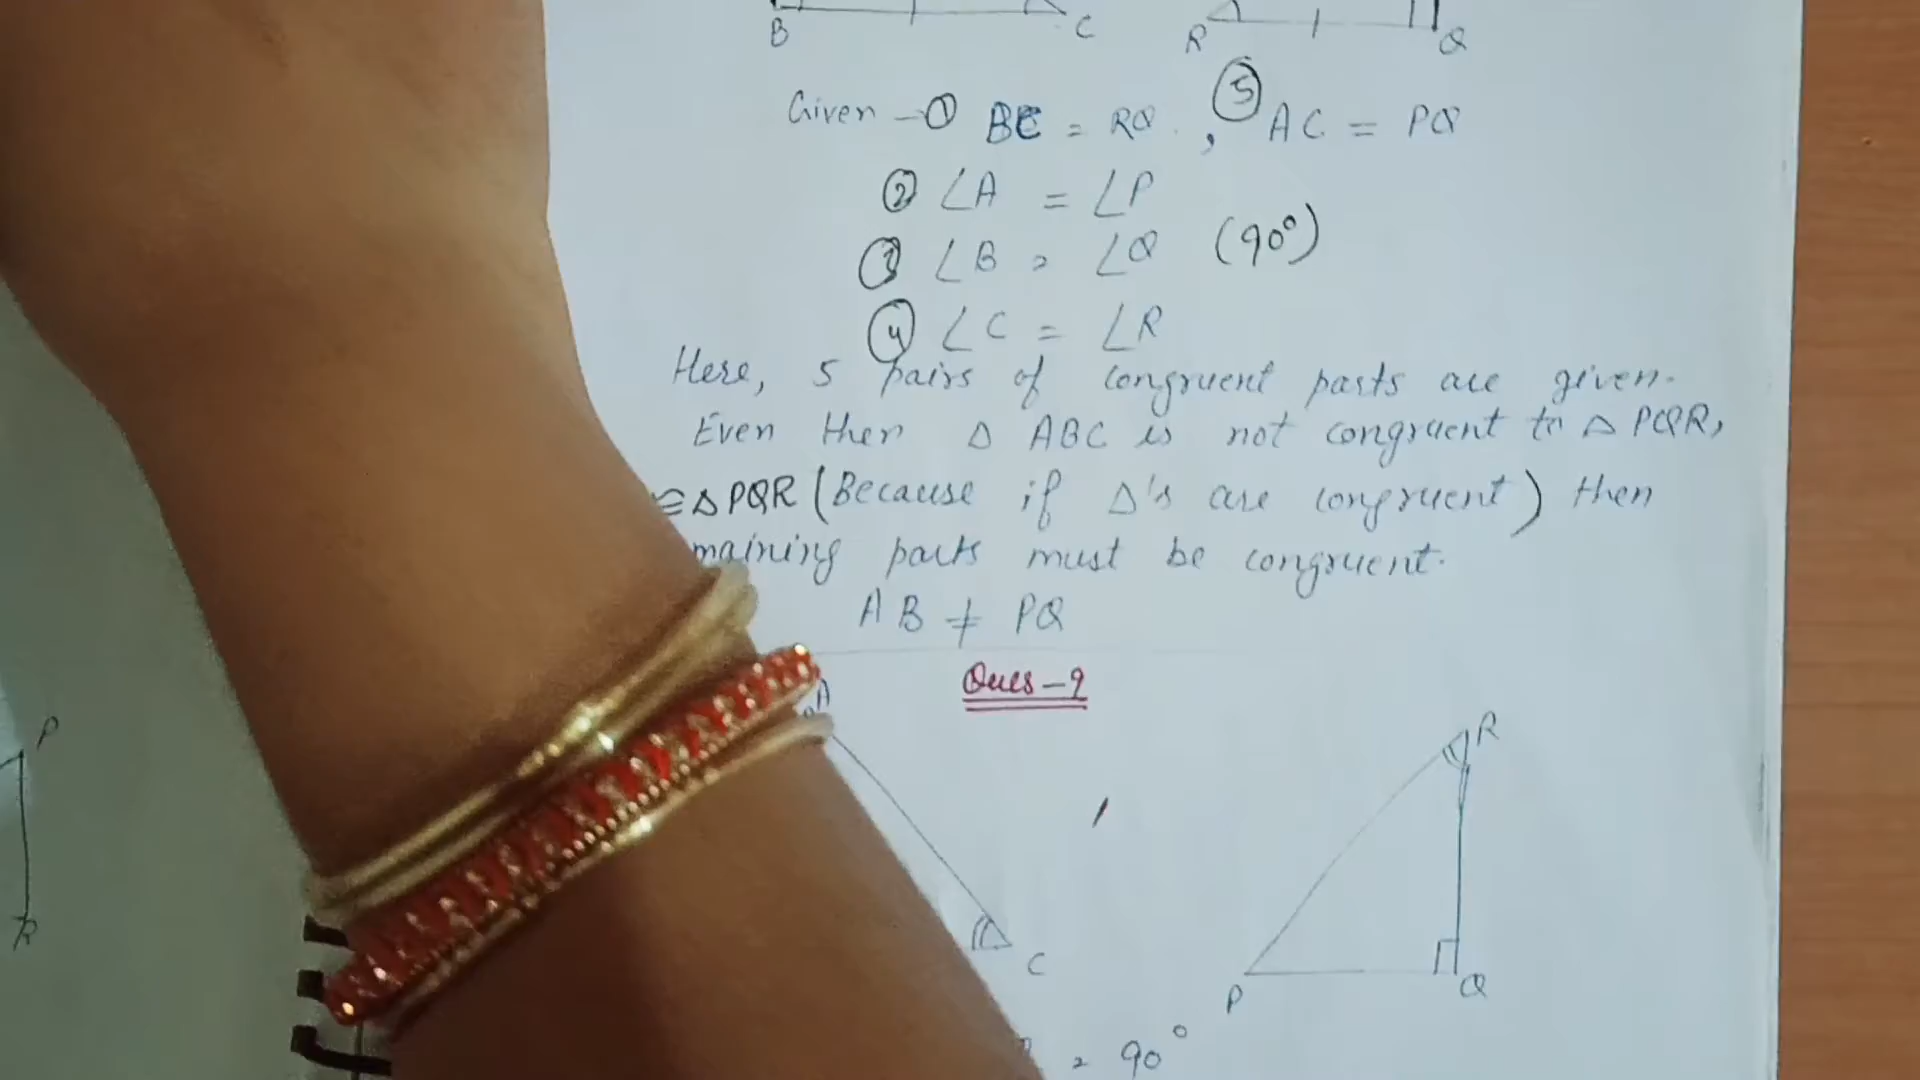 B C R Q
Given - ① BC = RQ , ⑤ AC = PQ
② ∠A = ∠P
③ ∠B = ∠Q (90°)
④ ∠C = ∠R
Here, 5 pairs of congruent parts are given.
Even then Δ ABC is not congruent to Δ PQR,
≅ Δ PQR (Because if Δ's are congruent) then
maining parts must be congruent.
AB ≠ PQ
Ques - 9
A
R
P
C
P
Q
R
= 90°